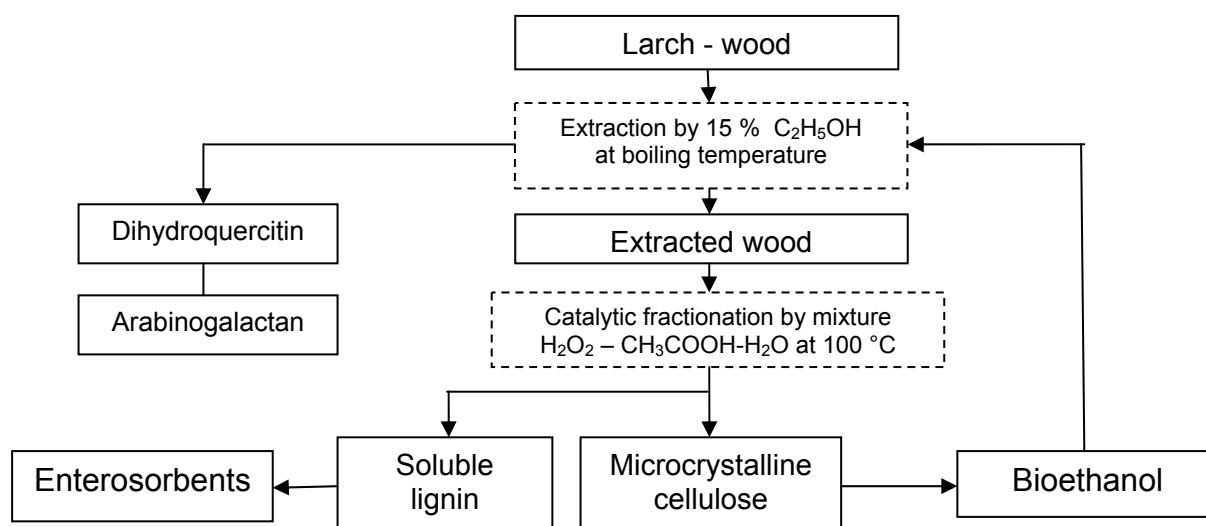 Larch - wood
Extraction by 15 % C₂H₅OH
at boiling temperature
Dihydroquercitin
Extracted wood
Arabinogalactan
Catalytic fractionation by mixture
H₂O₂ – CH₃COOH-H₂O at 100 °C
Enterosorbents
Soluble
lignin
Microcrystalline
cellulose
Bioethanol